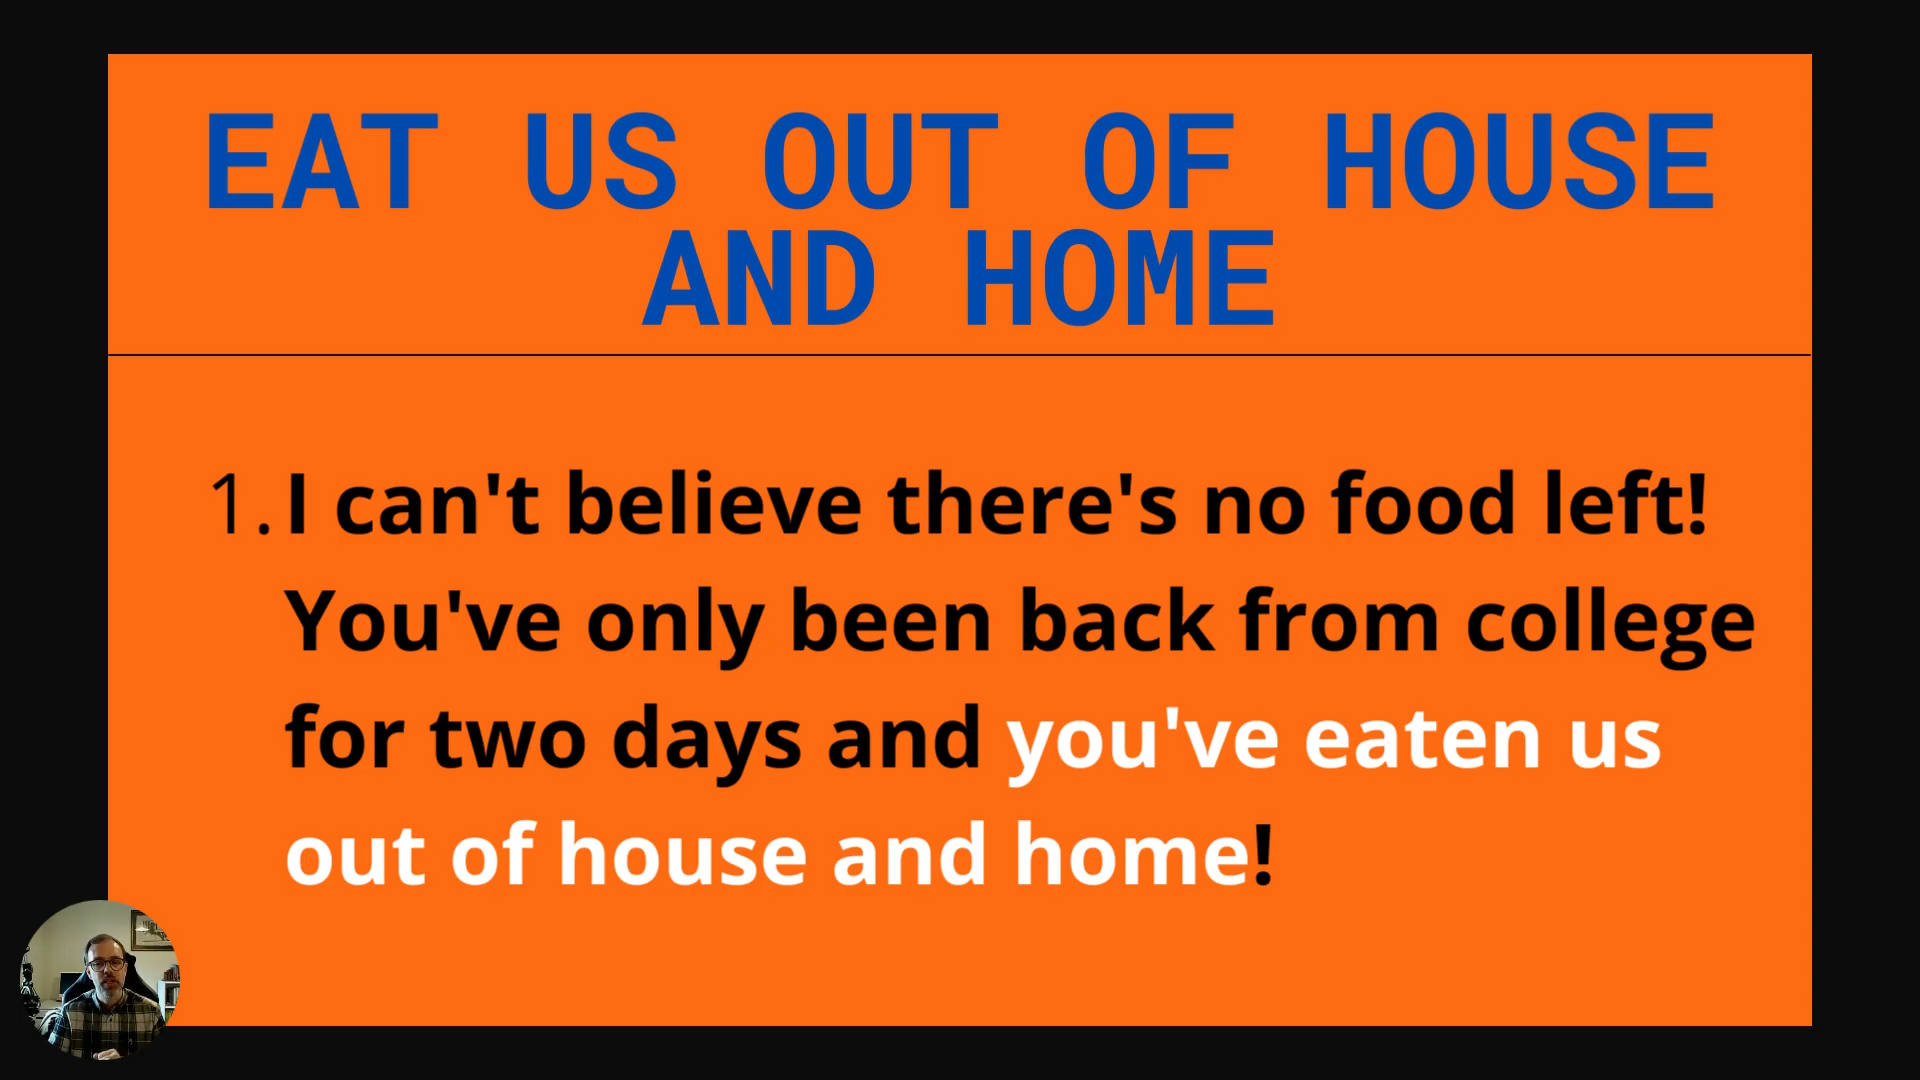 EAT US OUT OF HOUSE
AND HOME
1. I can't believe there's no food left!
You've only been back from college
for two days and you've eaten us
out of house and home!